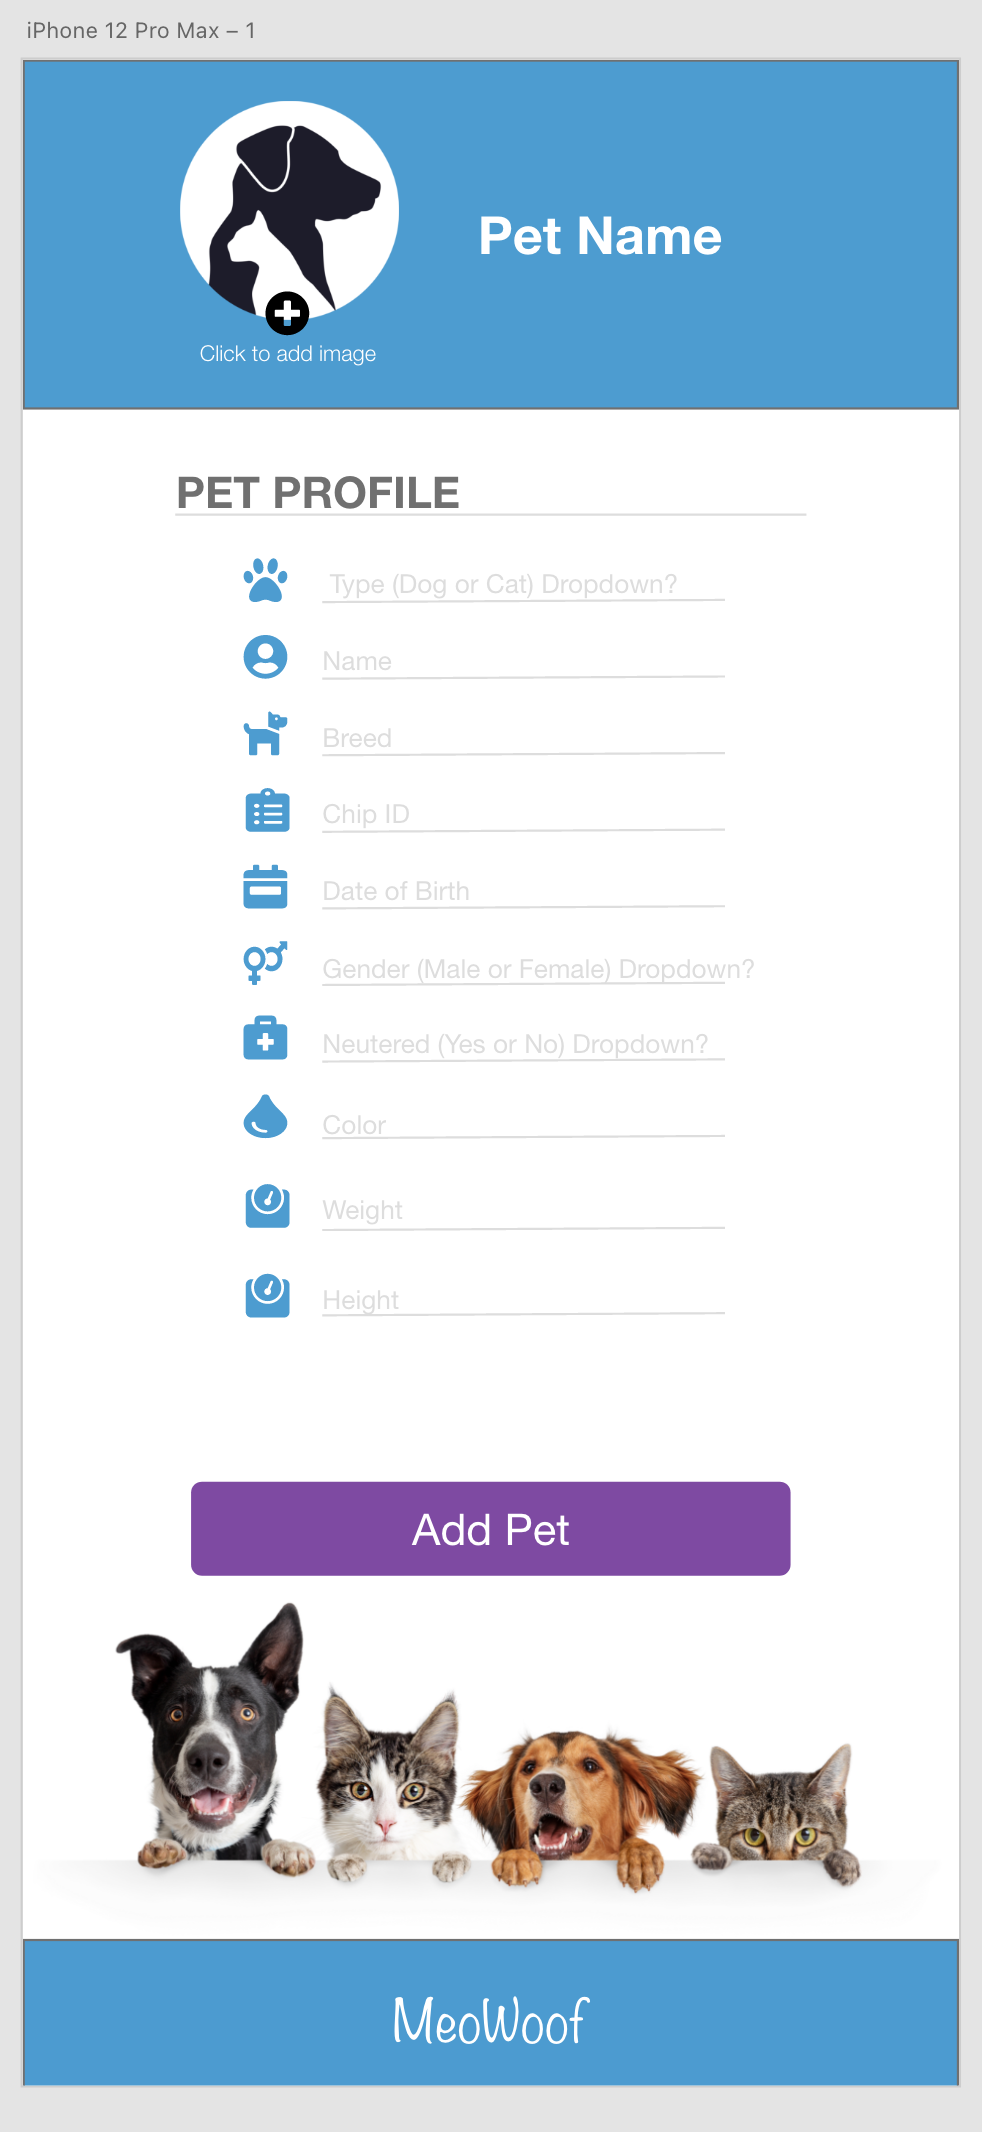 iPhone 12 Pro Max – 1
Pet Name
Click to add image
PET PROFILE
Type (Dog or Cat) Dropdown?
Name
Breed
Chip ID
Date of Birth
Gender (Male or Female) Dropdown?
Neutered (Yes or No) Dropdown?
Color
Weight
Height
Add Pet
MeoWoof